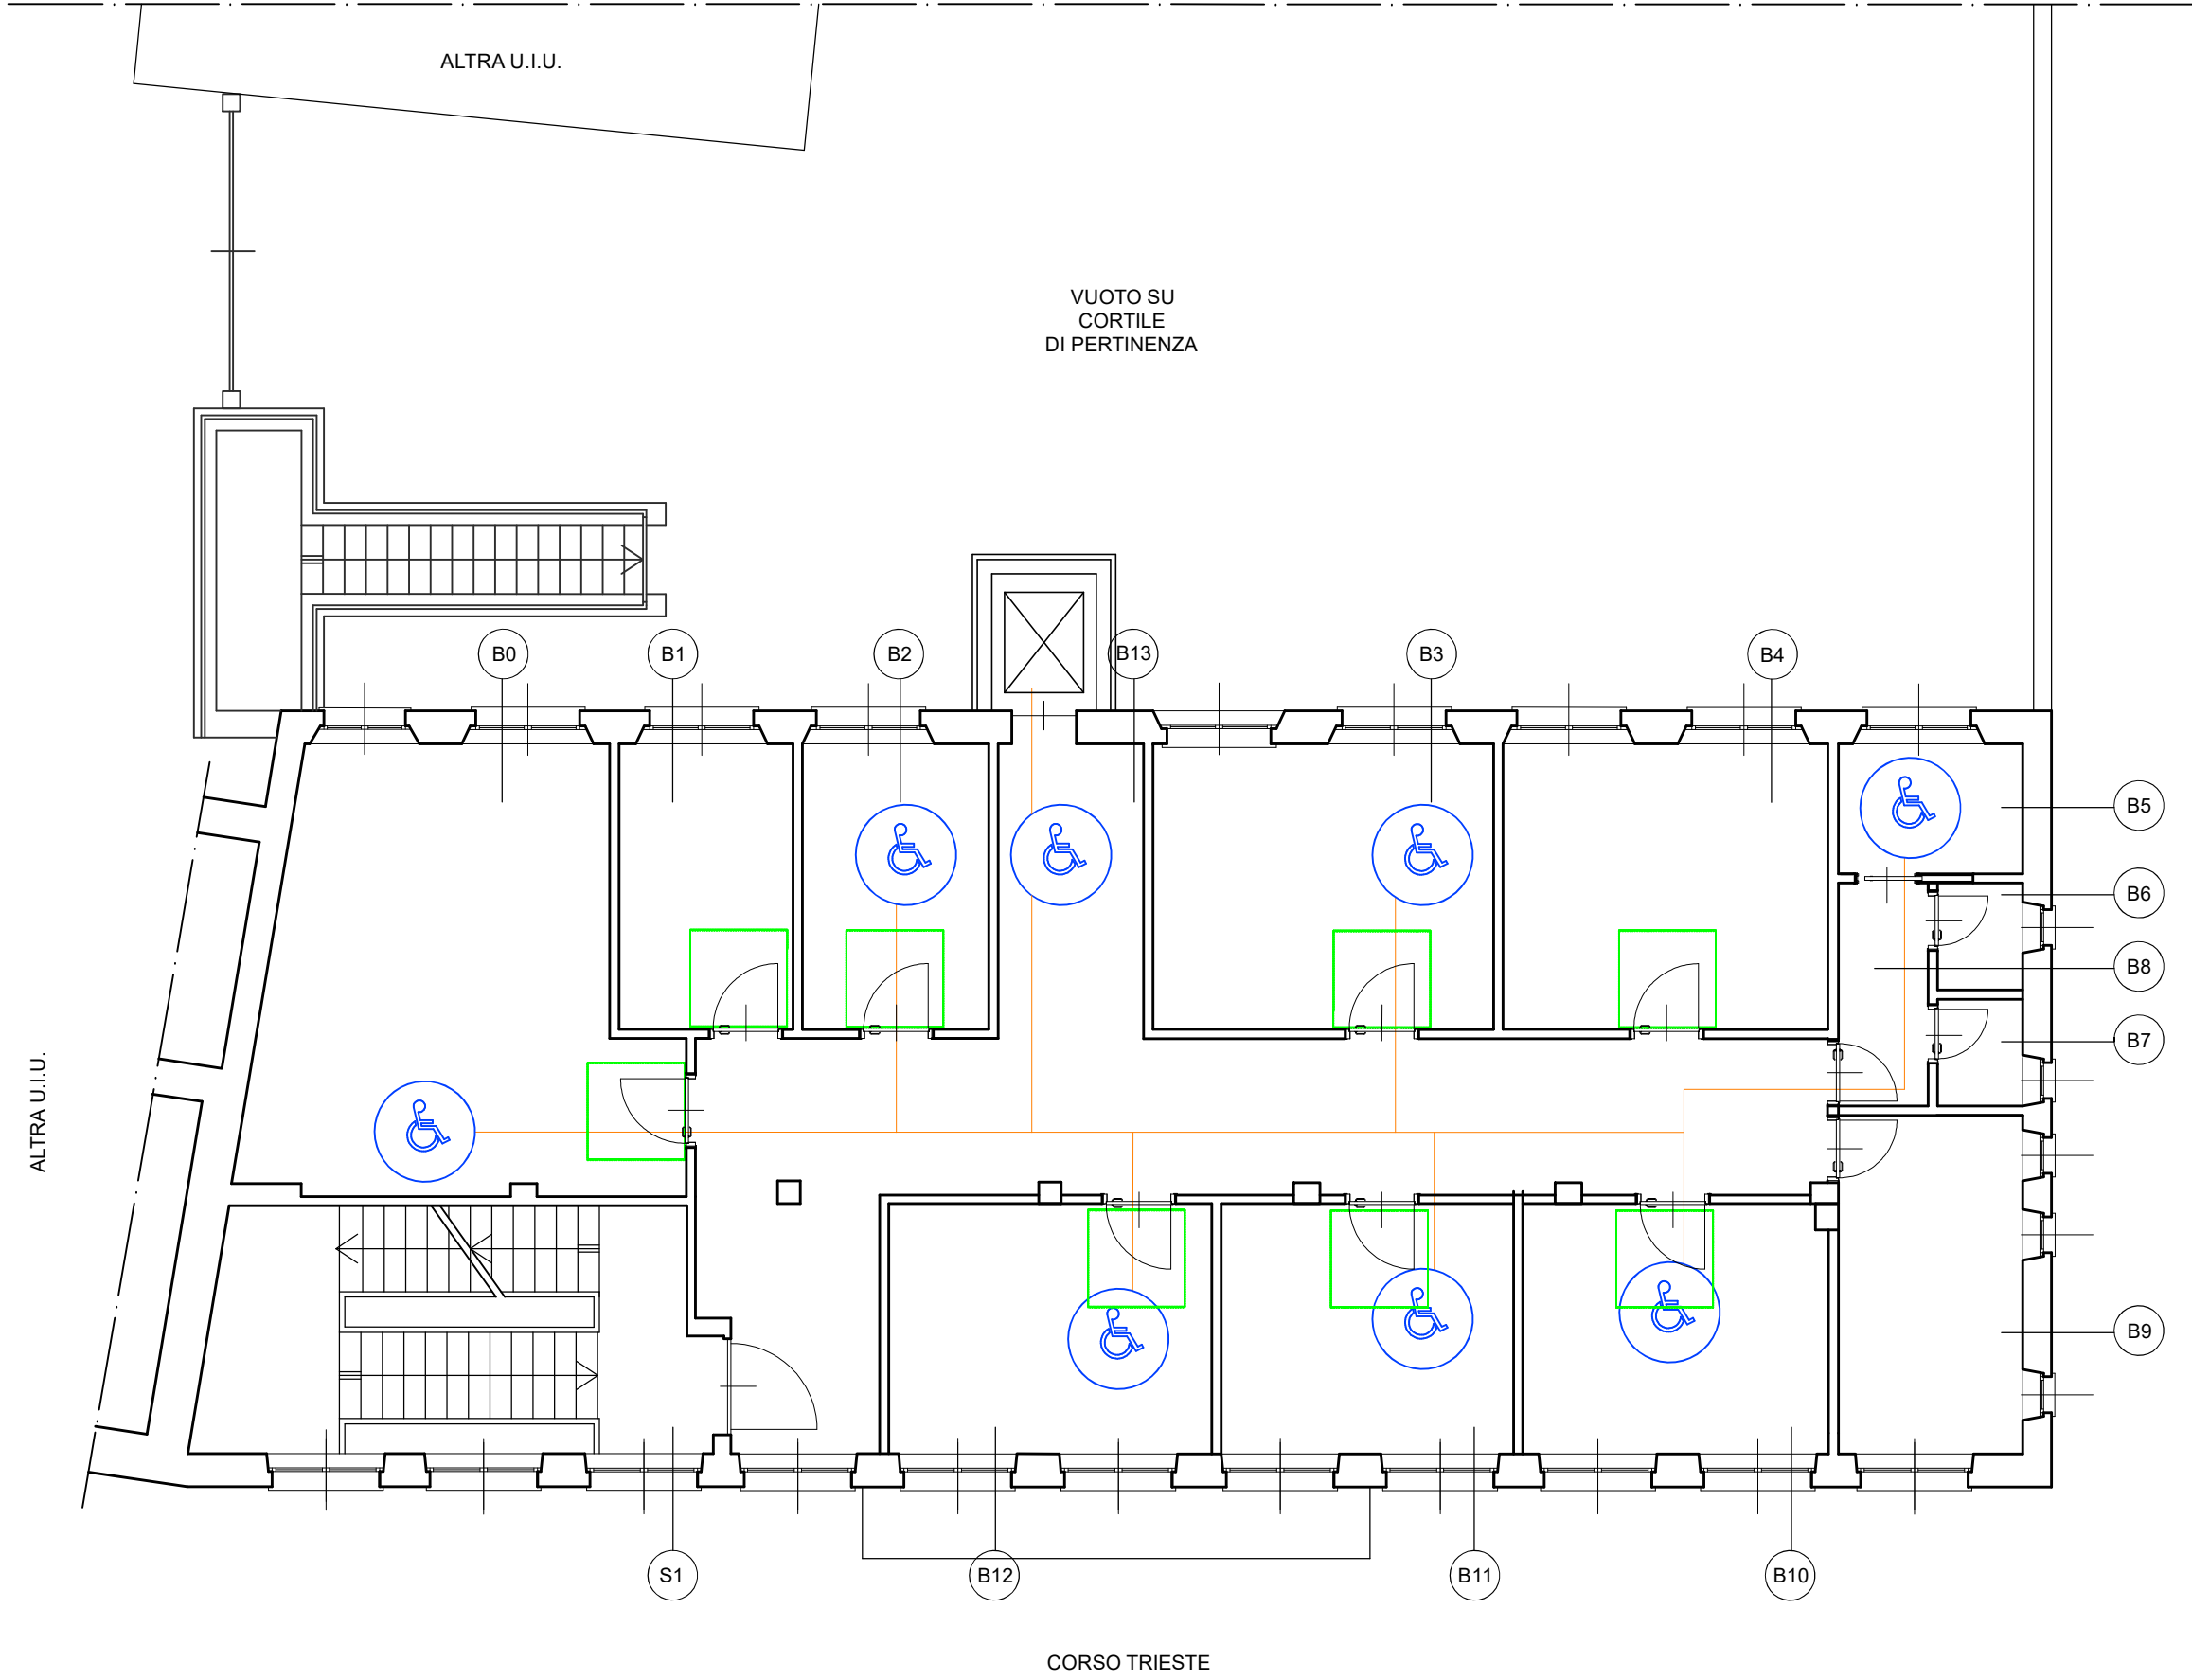 ALTRA U.I.U.
VUOTO SU
CORTILE
DI PERTINENZA
B0
B1
B2
B13
B3
B4
B5
B6
B8
B7
B9
ALTRA U.I.U.
S1
B12
B11
B10
CORSO TRIESTE